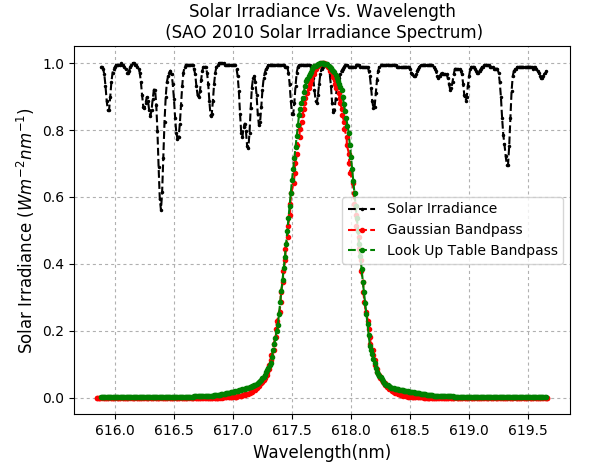 Solar Irradiance Vs. Wavelength
(SAO 2010 Solar Irradiance Spectrum)
Solar Irradiance (Wm⁻²nm⁻¹)
1.0
0.8
0.6
0.4
0.2
0.0
Solar Irradiance
Gaussian Bandpass
Look Up Table Bandpass
616.0 616.5 617.0 617.5 618.0 618.5 619.0 619.5
Wavelength(nm)